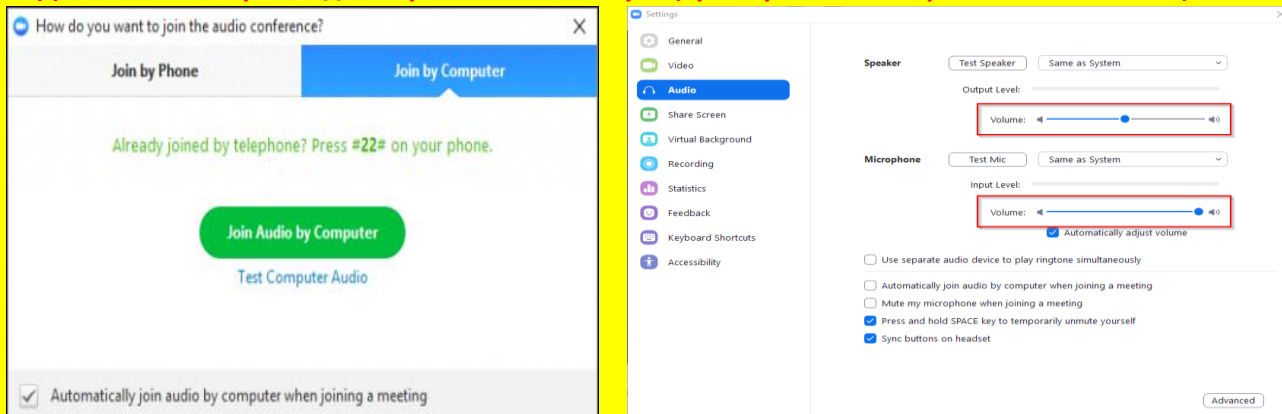 How do you want to join the audio conference?
Join by Phone
Join by Computer
Already joined by telephone? Press #22# on your phone.
Join Audio by Computer
Test Computer Audio
Automatically join audio by computer when joining a meeting
Settings
General
Video
Audio
Share Screen
Virtual Background
Recording
Statistics
Feedback
Keyboard Shortcuts
Accessibility
Speaker
Test Speaker
Same as System
Output Level:
Volume:
Microphone
Test Mic
Same as System
Input Level:
Volume:
Automatically adjust volume
Use separate audio device to play ringtone simultaneously
Automatically join audio by computer when joining a meeting
Mute my microphone when joining a meeting
Press and hold SPACE key to temporarily unmute yourself
Sync buttons on headset
Advanced